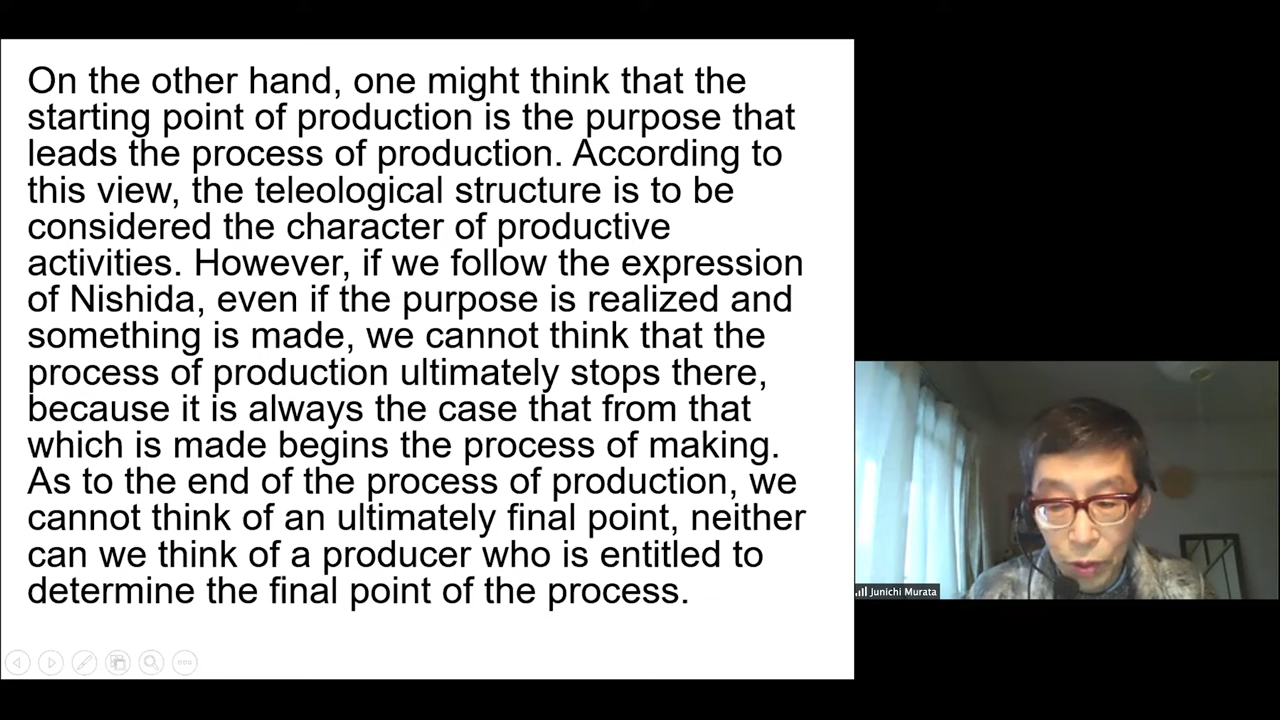 On the other hand, one might think that the
starting point of production is the purpose that
leads the process of production. According to
this view, the teleological structure is to be
considered the character of productive
activities. However, if we follow the expression
of Nishida, even if the purpose is realized and
something is made, we cannot think that the
process of production ultimately stops there,
because it is always the case that from that
which is made begins the process of making.
As to the end of the process of production, we
cannot think of an ultimately final point, neither
can we think of a producer who is entitled to
determine the final point of the process.
Junichi Murata